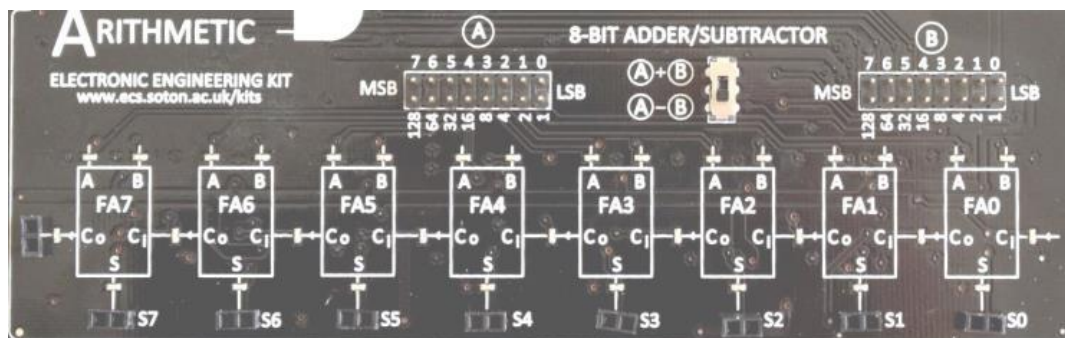 ARITHMETIC
ELECTRONIC ENGINEERING KIT
www.ecs.soton.ac.uk/kits
A
7 6 5 4 3 2 1 0
MSB LSB
128 64 32 16 8 4 2 1
8-BIT ADDER/SUBTRACTOR
A+B
A-B
B
7 6 5 4 3 2 1 0
MSB LSB
128 64 32 16 8 4 2 1
A B A B A B A B A B A B A B A B
FA7 FA6 FA5 FA4 FA3 FA2 FA1 FA0
Co CI Co CI Co CI Co CI Co CI Co CI Co CI Co CI
S S S S S S S S
S7 S6 S5 S4 S3 S2 S1 S0